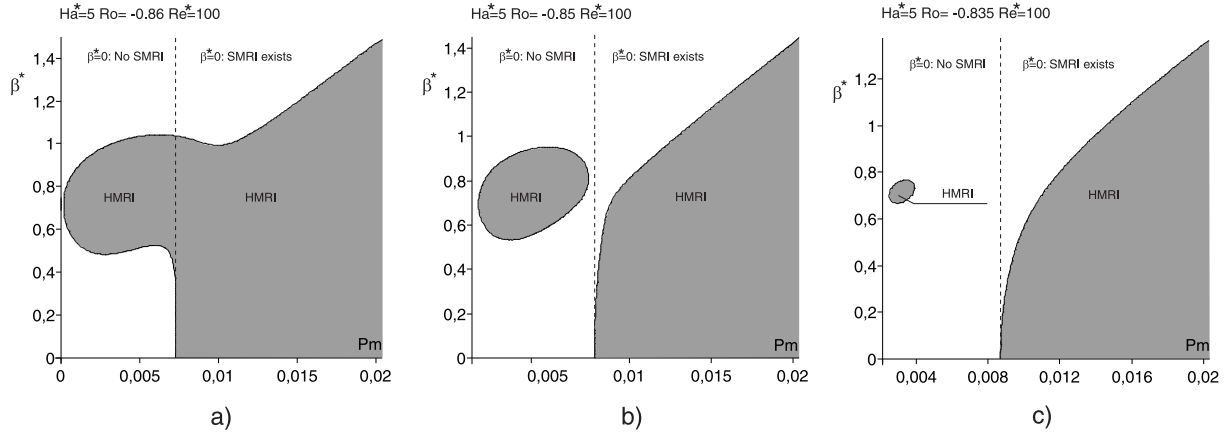 Ha*=5 Ro= -0.86 Re*=100
β*
1,4
1,2
1
0,8
0,6
0,4
0,2
0
β*=0: No SMRI
β*=0: SMRI exists
HMRI
HMRI
Pm
0
0,005
0,01
0,015
0,02
a)
Ha*=5 Ro= -0.85 Re*=100
β*
1,4
1,2
1
0,8
0,6
0,4
0,2
0
β*=0: No SMRI
β*=0: SMRI exists
HMRI
HMRI
Pm
0,005
0,01
0,015
0,02
b)
Ha*=5 Ro= -0.835 Re*=100
β*
1,2
1
0,8
0,6
0,4
0,2
0
β*=0: No SMRI
β*=0: SMRI exists
HMRI
HMRI
Pm
0,004
0,008
0,012
0,016
0,02
c)